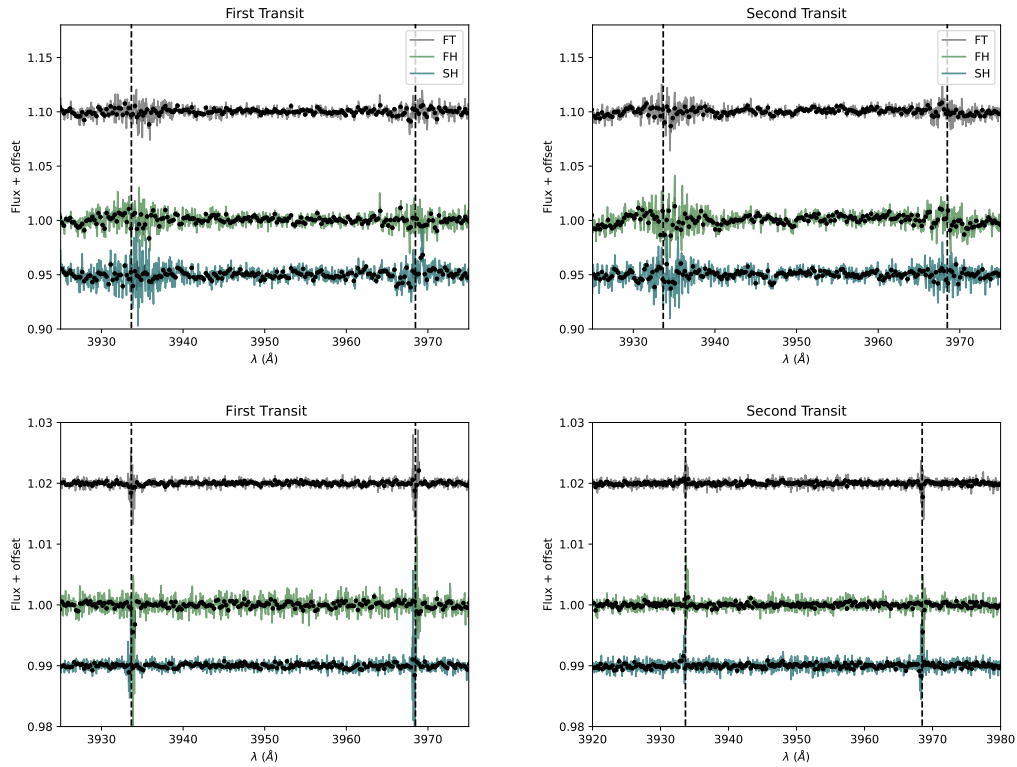 First Transit
Second Transit
1.15
1.10
1.05
1.00
0.95
0.90
Flux + offset
FT
FH
SH
3930
3940
3950
3960
3970
λ (Å)
1.15
1.10
1.05
1.00
0.95
0.90
Flux + offset
FT
FH
SH
3930
3940
3950
3960
3970
λ (Å)
First Transit
Second Transit
1.03
1.02
1.01
1.00
0.99
0.98
Flux + offset
3930
3940
3950
3960
3970
λ (Å)
1.03
1.02
1.01
1.00
0.99
0.98
Flux + offset
3920
3930
3940
3950
3960
3970
3980
λ (Å)